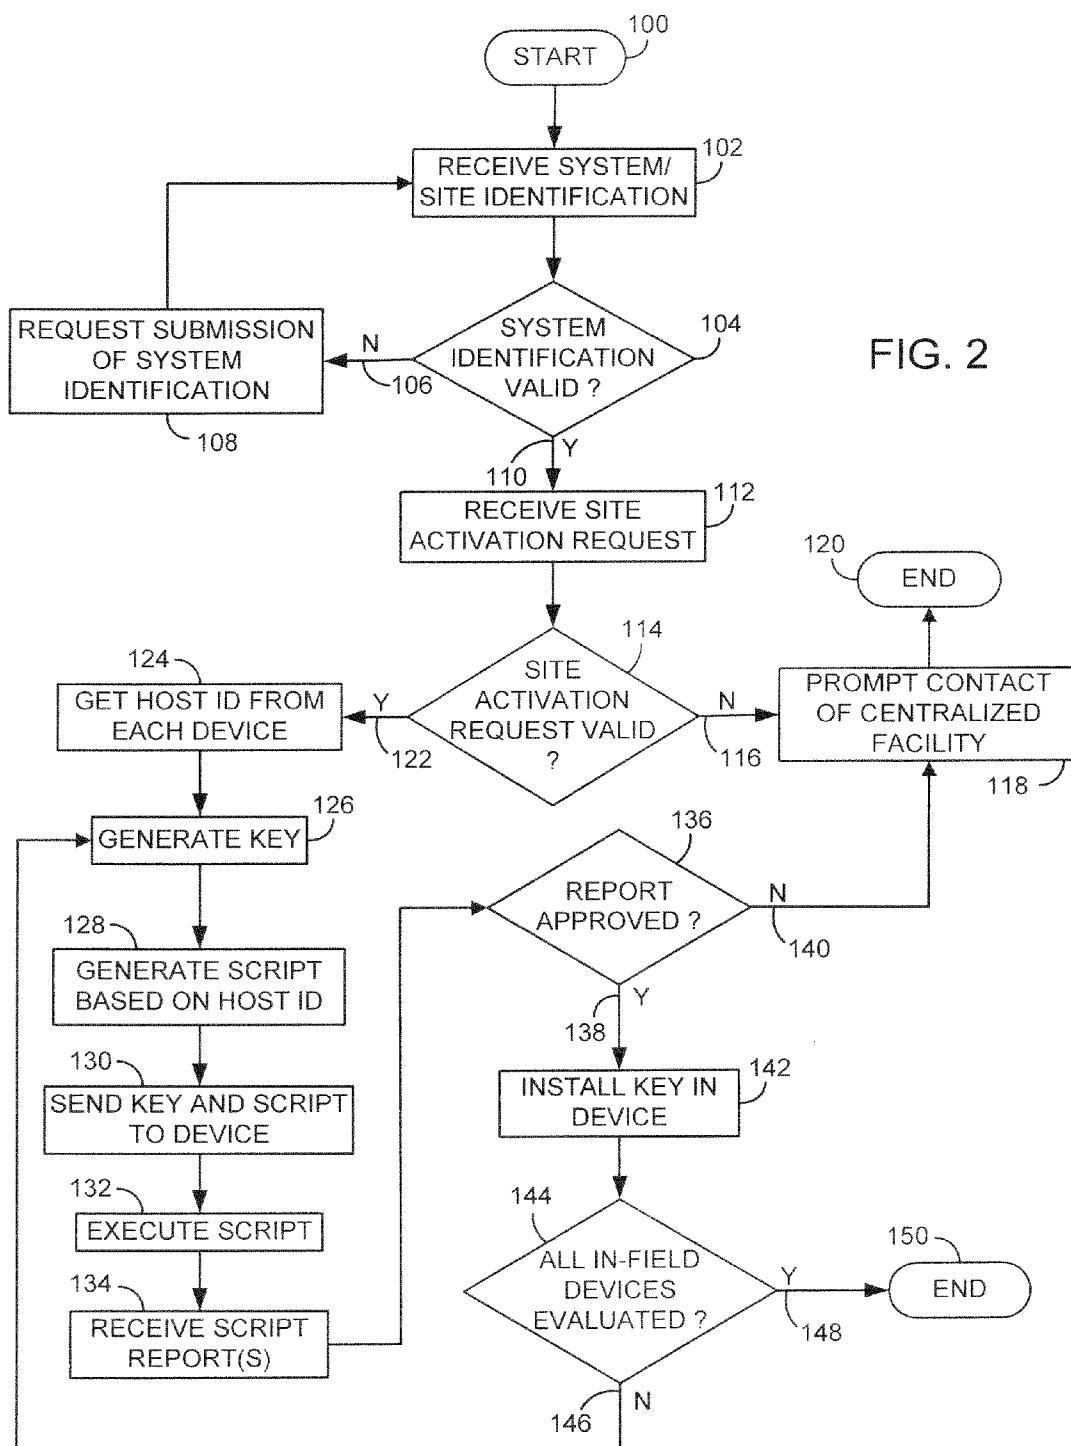 100
START
102
RECEIVE SYSTEM/
SITE IDENTIFICATION
104
SYSTEM
IDENTIFICATION
VALID ?
N
106
REQUEST SUBMISSION
OF SYSTEM
IDENTIFICATION
108
FIG. 2
Y
110
112
RECEIVE SITE
ACTIVATION REQUEST
120
END
114
SITE
ACTIVATION
REQUEST VALID
?
N
116
PROMPT CONTACT
OF CENTRALIZED
FACILITY
118
Y
122
124
GET HOST ID FROM
EACH DEVICE
126
GENERATE KEY
128
GENERATE SCRIPT
BASED ON HOST ID
130
SEND KEY AND SCRIPT
TO DEVICE
132
EXECUTE SCRIPT
134
RECEIVE SCRIPT
REPORT(S)
136
REPORT
APPROVED ?
N
140
Y
138
142
INSTALL KEY IN
DEVICE
144
ALL IN-FIELD
DEVICES
EVALUATED ?
Y
148
150
END
146
N